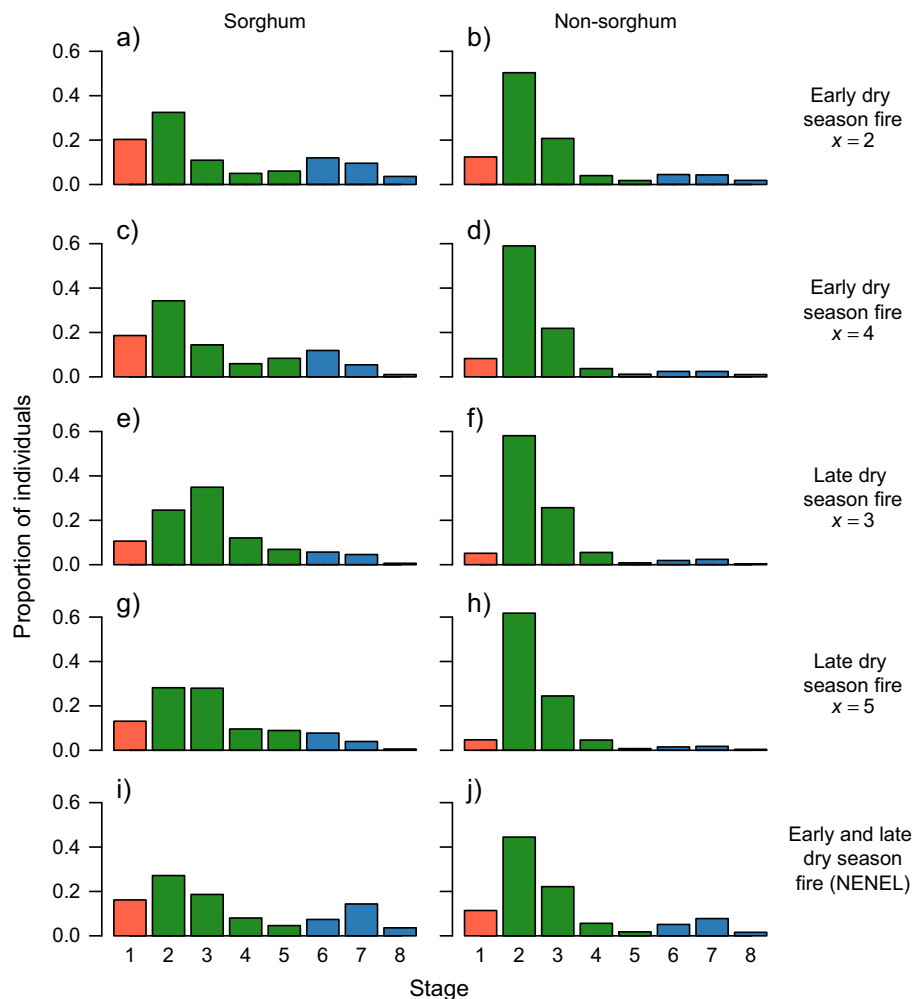 Sorghum
Non-sorghum
a)
b)
0.6
0.4
0.2
0.0
Early dry
season fire
x = 2
c)
d)
0.6
0.4
0.2
0.0
Early dry
season fire
x = 4
e)
f)
0.6
0.4
0.2
0.0
Late dry
season fire
x = 3
g)
h)
0.6
0.4
0.2
0.0
Late dry
season fire
x = 5
i)
j)
0.6
0.4
0.2
0.0
Early and late
dry season
fire (NENEL)
Proportion of individuals
1 2 3 4 5 6 7 8
1 2 3 4 5 6 7 8
Stage